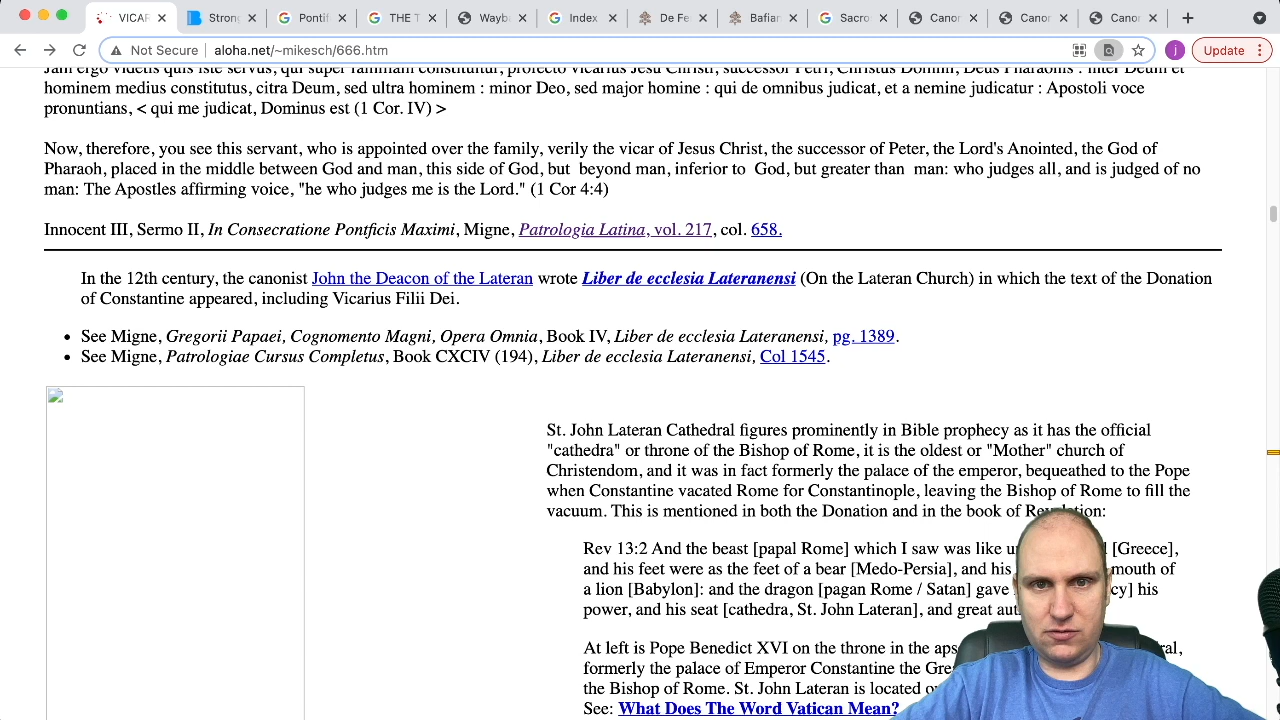 VICAR
Strong
Pontif
THE T
Waybo
Index
De Fe
Bafian
Sacro
Canor
Canor
Canor
Not Secure
aloha.net/~mikesch/666.htm
j
Update
Jam ergo videtis quis iste servus, qui super familiam constituitur, profecto vicarius Jesu Christi, successor Petri, Christus Domini, Deus Pharaonis : inter Deum et
hominem medius constitutus, citra Deum, sed ultra hominem : minor Deo, sed major homine : qui de omnibus judicat, et a nemine judicatur : Apostoli voce
pronuntians, < qui me judicat, Dominus est (1 Cor. IV) >
Now, therefore, you see this servant, who is appointed over the family, verily the vicar of Jesus Christ, the successor of Peter, the Lord's Anointed, the God of
Pharaoh, placed in the middle between God and man, this side of God, but beyond man, inferior to God, but greater than man: who judges all, and is judged of no
man: The Apostles affirming voice, "he who judges me is the Lord." (1 Cor 4:4)
Innocent III, Sermo II, In Consecratione Pontificis Maximi, Migne, Patrologia Latina, vol. 217, col. 658.
In the 12th century, the canonist John the Deacon of the Lateran wrote Liber de ecclesia Lateranensi (On the Lateran Church) in which the text of the Donation
of Constantine appeared, including Vicarius Filii Dei.
• See Migne, Gregorii Papaei, Cognomento Magni, Opera Omnia, Book IV, Liber de ecclesia Lateranensi, pg. 1389.
• See Migne, Patrologiae Cursus Completus, Book CXCIV (194), Liber de ecclesia Lateranensi, Col 1545.
St. John Lateran Cathedral figures prominently in Bible prophecy as it has the official
"cathedra" or throne of the Bishop of Rome, it is the oldest or "Mother" church of
Christendom, and it was in fact formerly the palace of the emperor, bequeathed to the Pope
when Constantine vacated Rome for Constantinople, leaving the Bishop of Rome to fill the
vacuum. This is mentioned in both the Donation and in the book of Revelation:
Rev 13:2 And the beast [papal Rome] which I saw was like [Greece],
and his feet were as the feet of a bear [Medo-Persia], and his mouth of
a lion [Babylon]: and the dragon [pagan Rome / Satan] gave his
power, and his seat [cathedra, St. John Lateran], and great
At left is Pope Benedict XVI on the throne in the
formerly the palace of Emperor Constantine the
the Bishop of Rome. St. John Lateran is located
See: What Does The Word Vatican Mean?